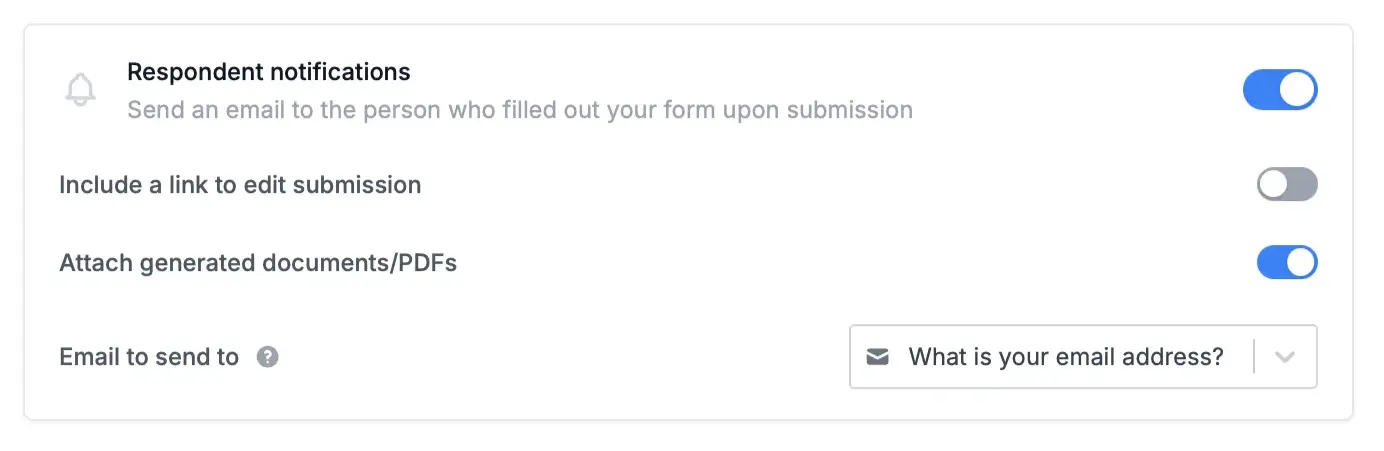 Respondent notifications
Send an email to the person who filled out your form upon submission
Include a link to edit submission
Attach generated documents/PDFs
Email to send to ?
What is your email address?